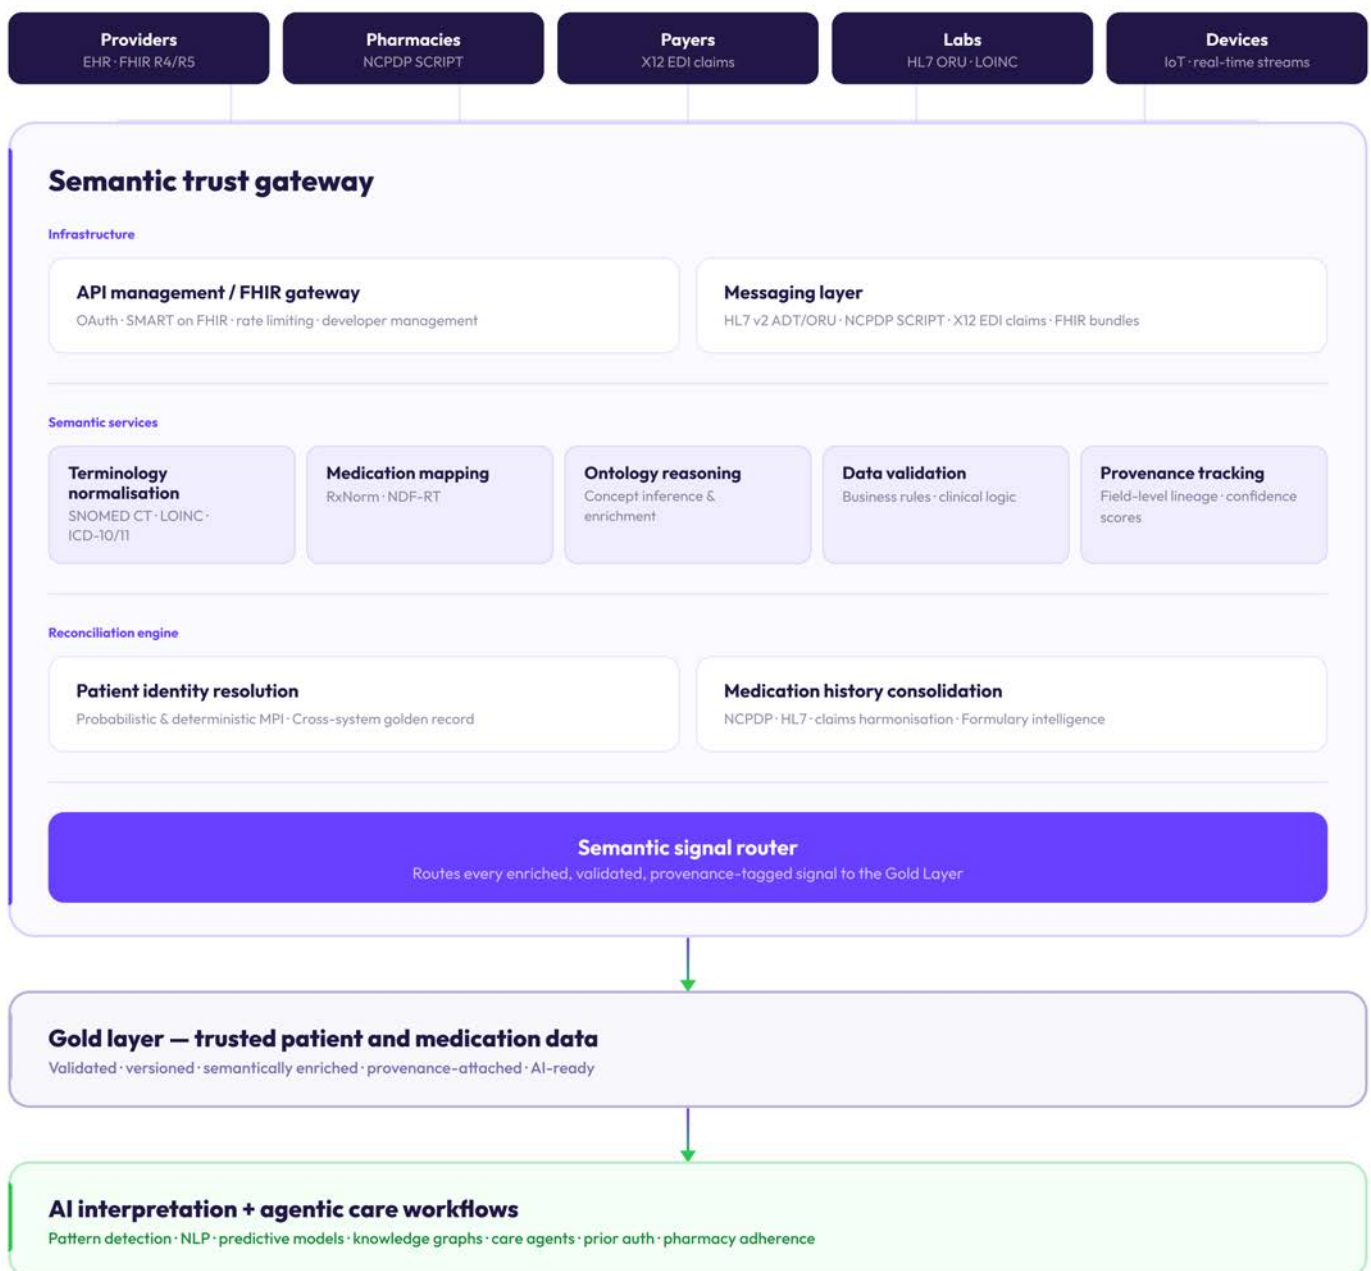 Providers
EHR · FHIR R4/R5
Pharmacies
NCPDP SCRIPT
Payers
X12 EDI claims
Labs
HL7 ORU · LOINC
Devices
IoT · real-time streams
Semantic trust gateway
Infrastructure
API management / FHIR gateway
OAuth · SMART on FHIR · rate limiting · developer management
Messaging layer
HL7 v2 ADT/ORU · NCPDP SCRIPT · X12 EDI claims · FHIR bundles
Semantic services
Terminology
normalisation
SNOMED CT · LOINC ·
ICD-10/11
Medication mapping
RxNorm · NDF-RT
Ontology reasoning
Concept inference &
enrichment
Data validation
Business rules · clinical logic
Provenance tracking
Field-level lineage · confidence
scores
Reconciliation engine
Patient identity resolution
Probabilistic & deterministic MPI · Cross-system golden record
Medication history consolidation
NCPDP · HL7 · claims harmonisation · Formulary intelligence
Semantic signal router
Routes every enriched, validated, provenance-tagged signal to the Gold Layer
Gold layer — trusted patient and medication data
Validated · versioned · semantically enriched · provenance-attached · AI-ready
AI interpretation + agentic care workflows
Pattern detection · NLP · predictive models · knowledge graphs · care agents · prior auth · pharmacy adherence